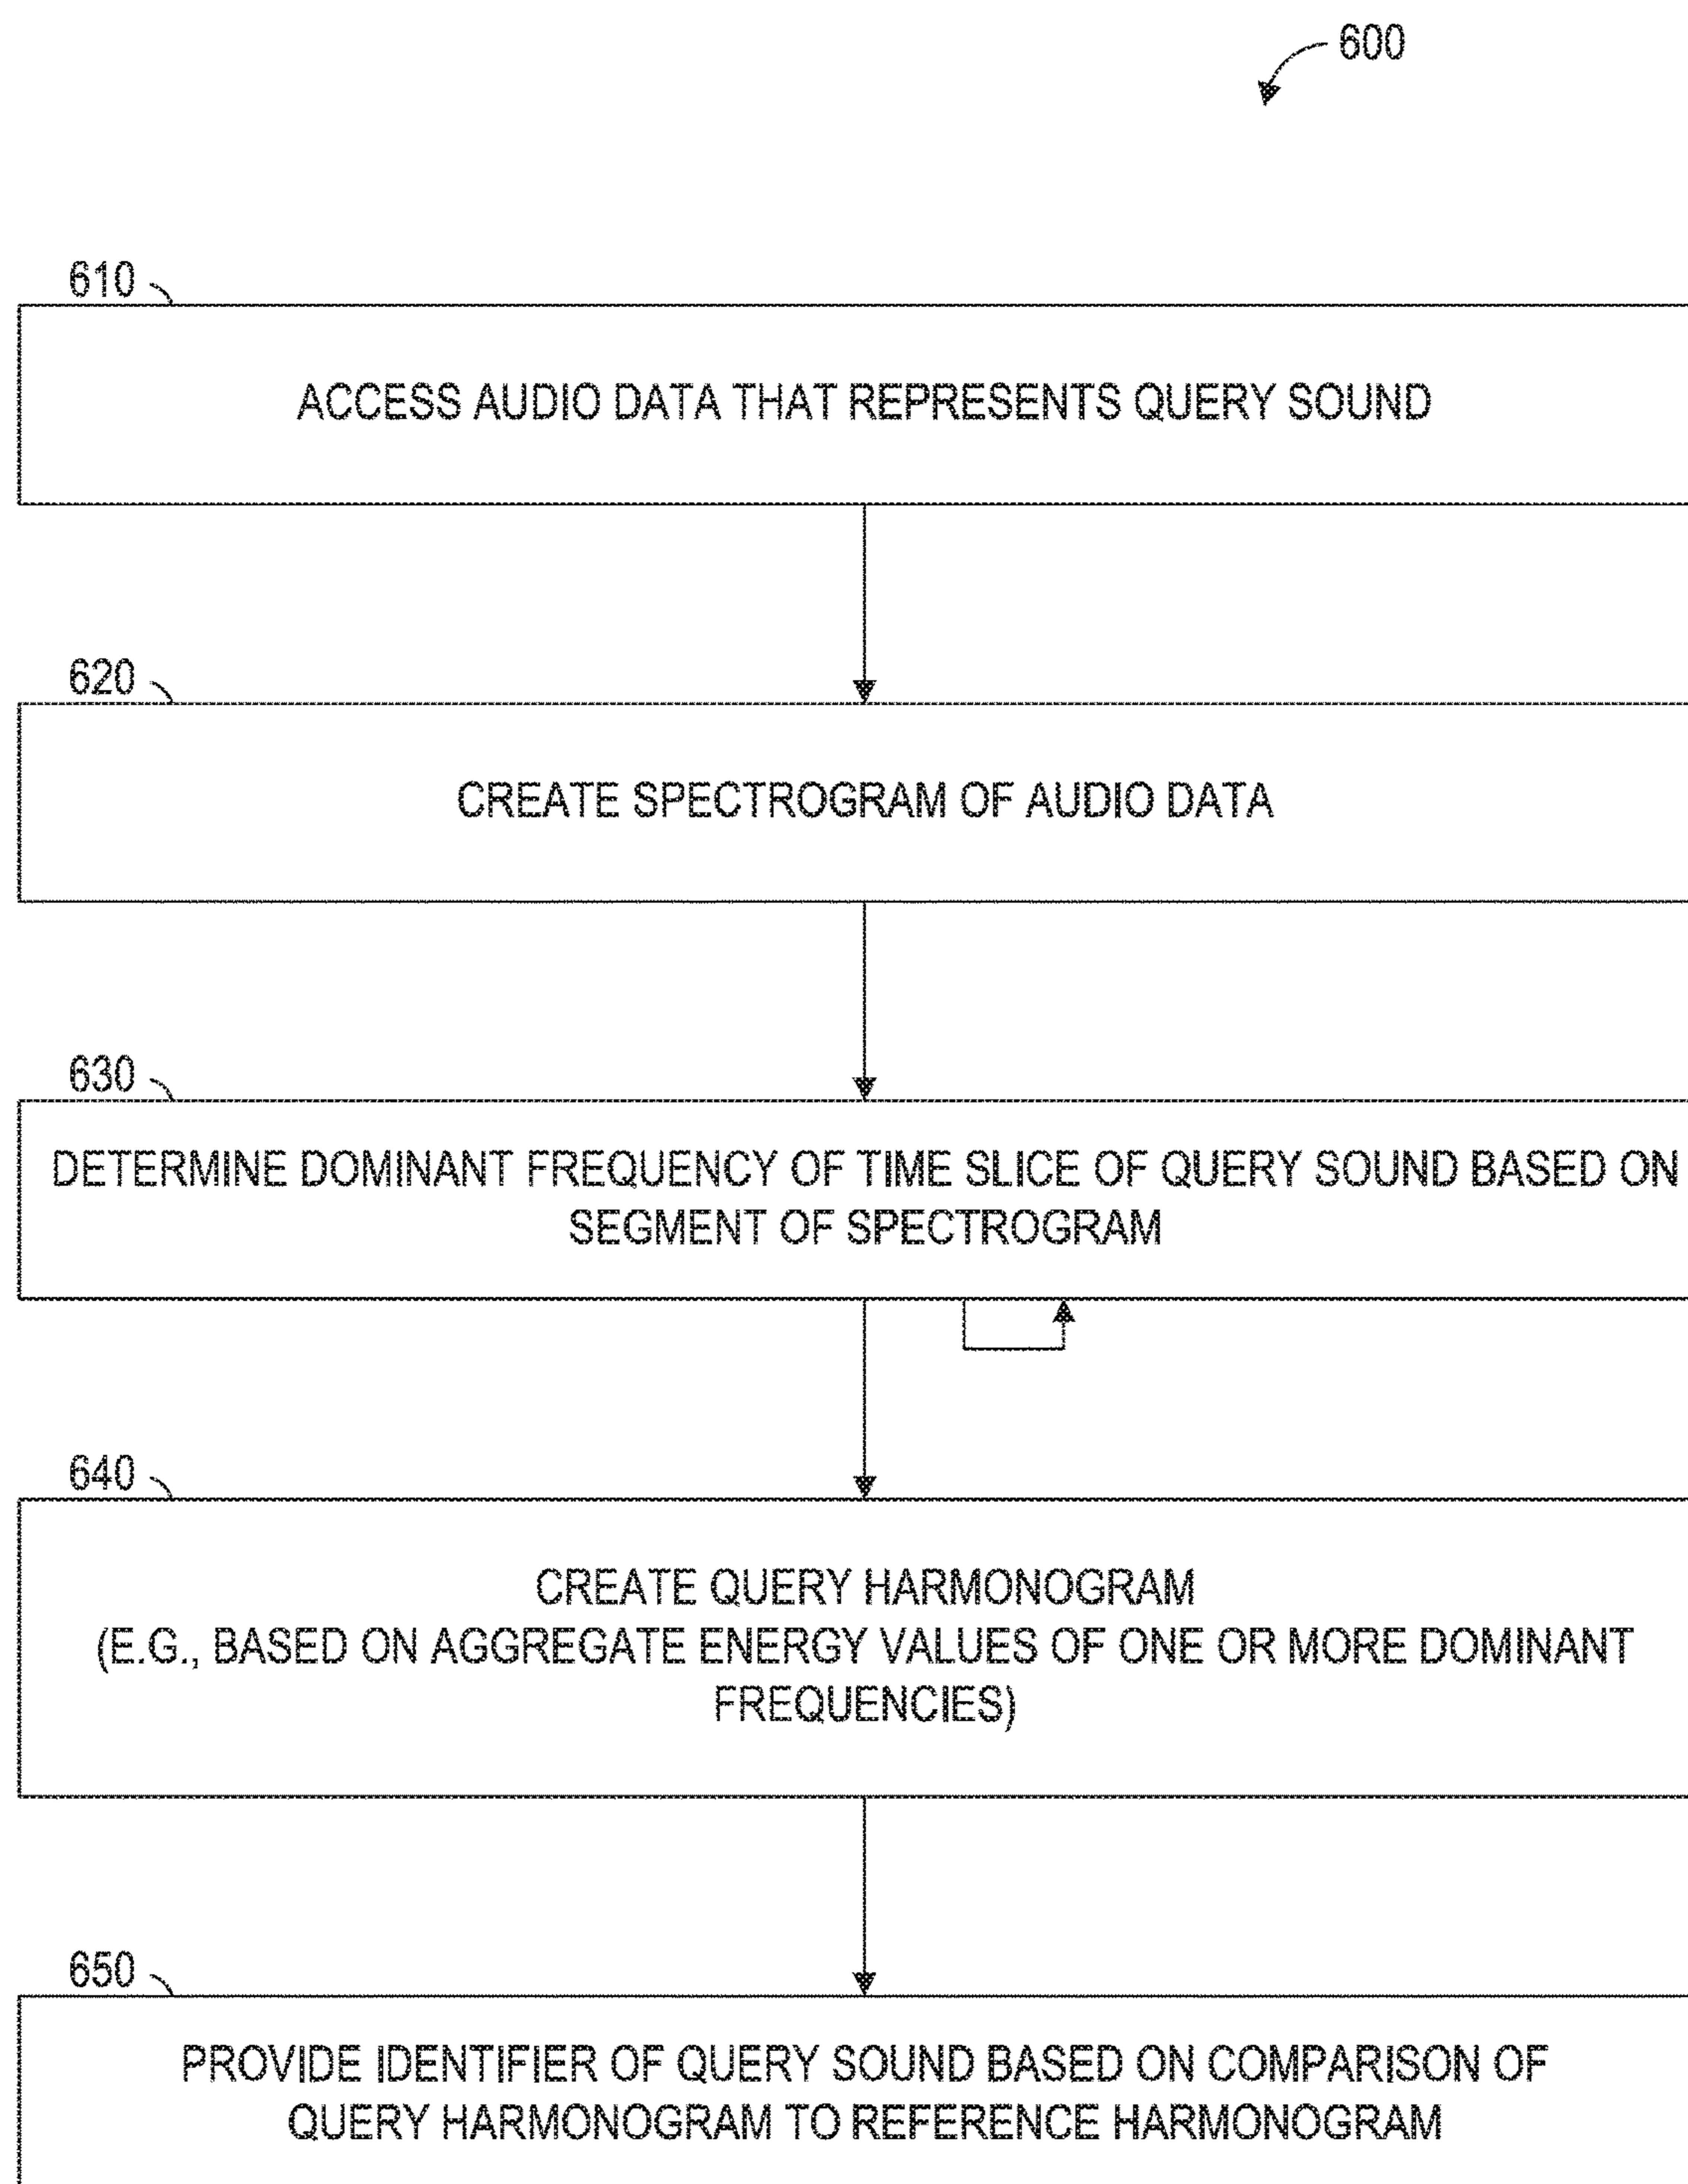 600
610
ACCESS AUDIO DATA THAT REPRESENTS QUERY SOUND
620
CREATE SPECTROGRAM OF AUDIO DATA
630
DETERMINE DOMINANT FREQUENCY OF TIME SLICE OF QUERY SOUND BASED ON
SEGMENT OF SPECTROGRAM
640
CREATE QUERY HARMONOGRAM
(E.G., BASED ON AGGREGATE ENERGY VALUES OF ONE OR MORE DOMINANT
FREQUENCIES)
650
PROVIDE IDENTIFIER OF QUERY SOUND BASED ON COMPARISON OF
QUERY HARMONOGRAM TO REFERENCE HARMONOGRAM